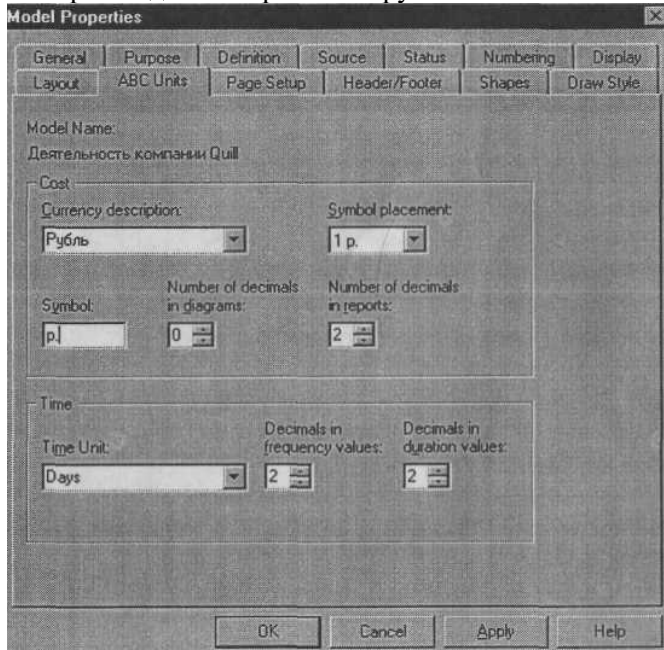 Model Properties
General Purpose Definition Source Status Numbering Display
Layout ABC Units Page Setup Header/Footer Shapes Draw Style
Model Name:
Деятельность компании Quill
Cost
Currency description: Symbol placement:
Рубль 1 р.
Number of decimals Number of decimals
Symbol: in diagrams: in reports:
р. 0 2
Time
Decimals in Decimals in
Time Unit: frequency values: duration values:
Days 2 2
OK Cancel Apply Help